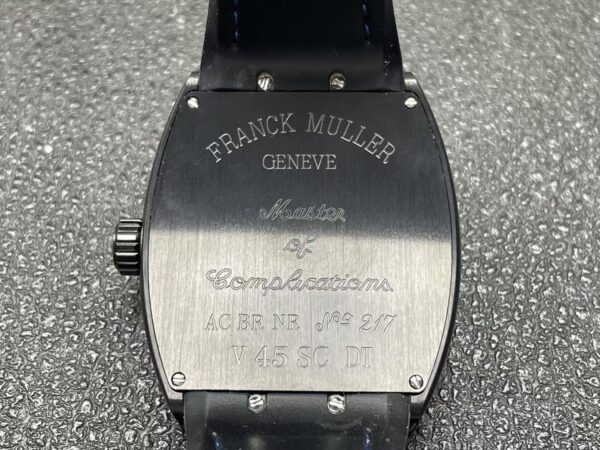 FRANCK MULLER
GENEVE
Master
of
Complications
AC BR NR Nº 217
V 45 SC DT